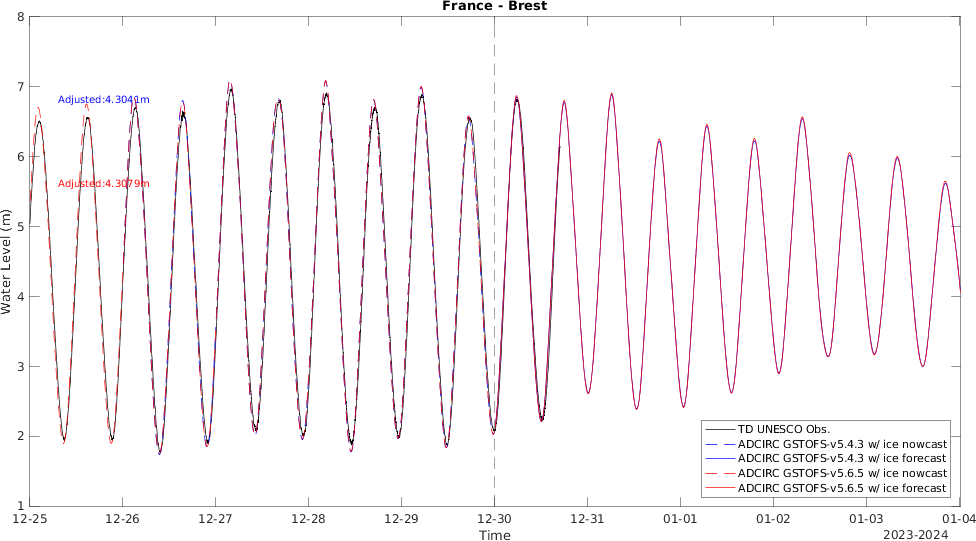 France - Brest
8
7
6
5
4
3
2
1
Water Level (m)
Adjusted:4.3041m
Adjusted:4.3079m
TD UNESCO Obs.
ADCIRC GSTOFS-v5.4.3 w/ ice nowcast
ADCIRC GSTOFS-v5.4.3 w/ ice forecast
ADCIRC GSTOFS-v5.6.5 w/ ice nowcast
ADCIRC GSTOFS-v5.6.5 w/ ice forecast
12-25 12-26 12-27 12-28 12-29 12-30 12-31 01-01 01-02 01-03 01-04
Time
2023-2024